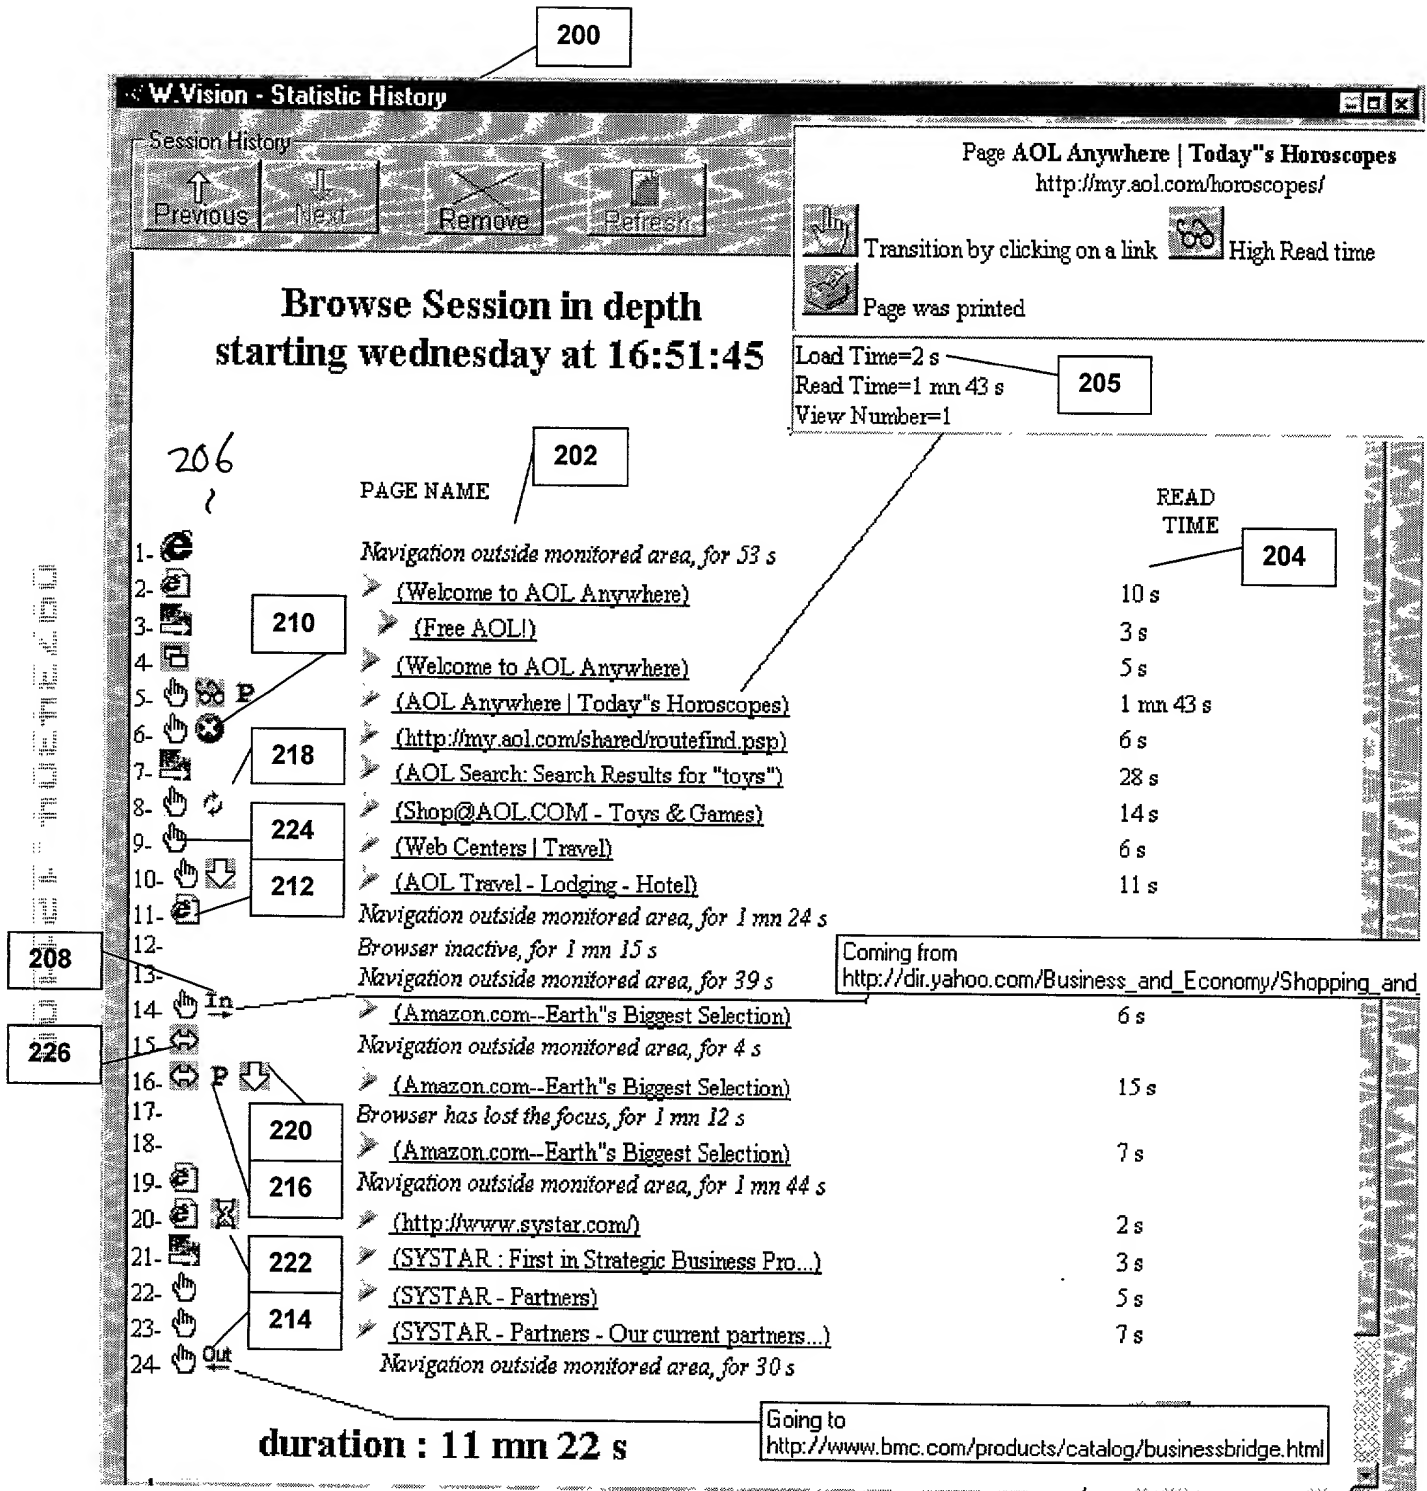 200
W.Vision - Statistic History
Session History
Previous
Next
Remove
Refresh
Page AOL Anywhere | Today"s Horoscopes
http://my.aol.com/horoscopes/
Transition by clicking on a link
High Read time
Page was printed
Browse Session in depth
starting wednesday at 16:51:45
Load Time=2 s
Read Time=1 mn 43 s
View Number=1
205
206
202
PAGE NAME
READ
TIME
204
1- Navigation outside monitored area, for 53 s
2- (Welcome to AOL Anywhere) 10 s
3- (Free AOL!) 3 s
210
4- (Welcome to AOL Anywhere) 5 s
5- P (AOL Anywhere | Today"s Horoscopes) 1 mn 43 s
6- (http://my.aol.com/shared/routefind.psp) 6 s
218
7- (AOL Search: Search Results for "toys") 28 s
8- (Shop@AOL.COM - Toys & Games) 14 s
224
9- (Web Centers | Travel) 6 s
212
10- (AOL Travel - Lodging - Hotel) 11 s
11- Navigation outside monitored area, for 1 mn 24 s
12- Browser inactive, for 1 mn 15 s
208
13- Navigation outside monitored area, for 39 s
Coming from
http://dir.yahoo.com/Business_and_Economy/Shopping_and_
14- In (Amazon.com--Earth"s Biggest Selection) 6 s
226
15- Navigation outside monitored area, for 4 s
16- P (Amazon.com--Earth"s Biggest Selection) 15 s
17- Browser has lost the focus, for 1 mn 12 s
220
18- (Amazon.com--Earth"s Biggest Selection) 7 s
216
19- Navigation outside monitored area, for 1 mn 44 s
20- (http://www.systar.com/) 2 s
222
21- (SYSTAR : First in Strategic Business Pro...) 3 s
22- (SYSTAR - Partners) 5 s
214
23- (SYSTAR - Partners - Our current partners...) 7 s
24- Out Navigation outside monitored area, for 30 s
Going to
http://www.bmc.com/products/catalog/businessbridge.html
duration : 11 mn 22 s